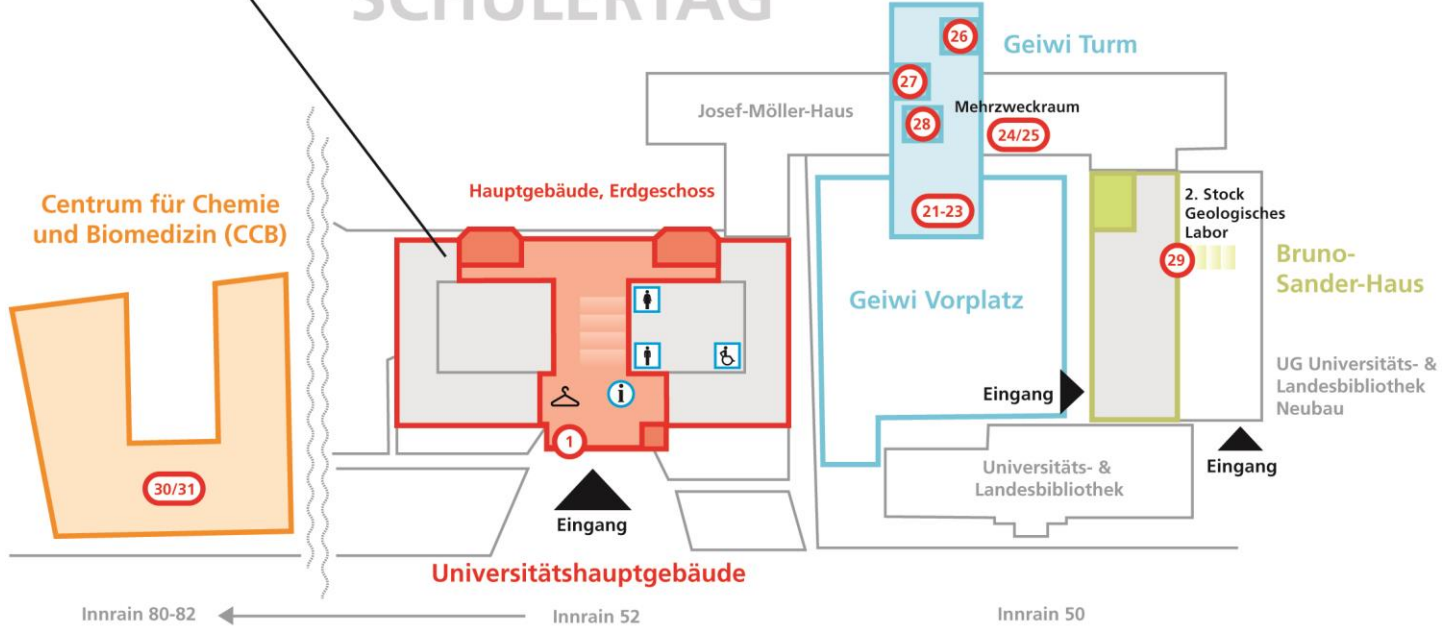 SCHÜLERTAG
26
Geiwi Turm
27
Josef-Möller-Haus
28
Mehrzweckraum
24/25
Hauptgebäude, Erdgeschoss
21-23
2. Stock
Geologisches
Labor
29
Bruno-
Sander-Haus
Centrum für Chemie
und Biomedizin (CCB)
Geiwi Vorplatz
i
1
Eingang
UG Universitäts- &
Landesbibliothek
Neubau
Eingang
30/31
Universitäts- &
Landesbibliothek
Eingang
Universitätshauptgebäude
Innrain 80-82
Innrain 52
Innrain 50